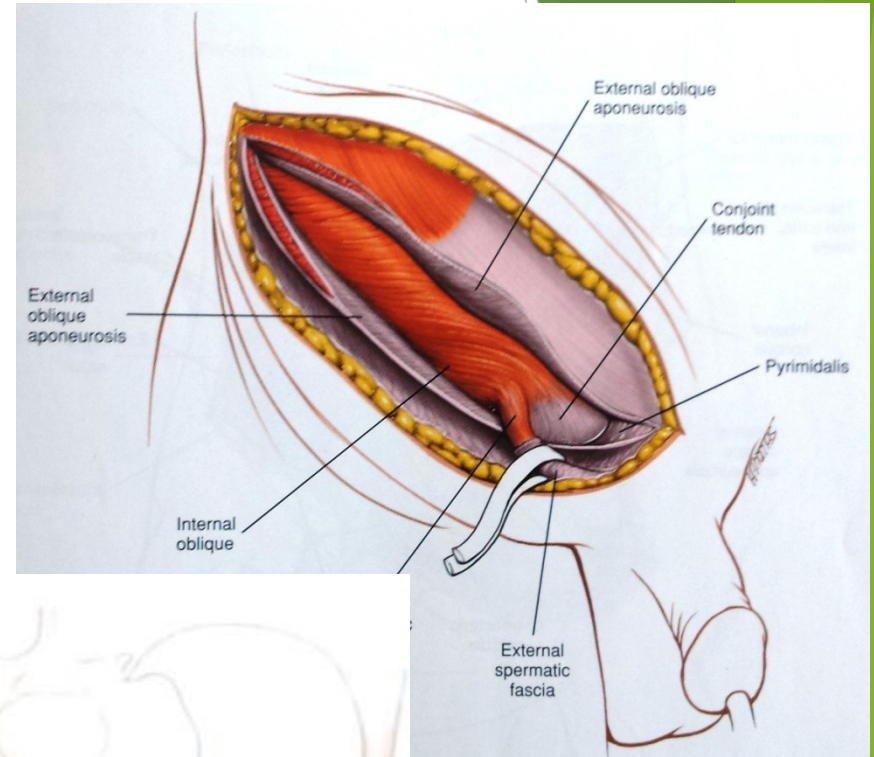 External oblique
aponeurosis
Conjoint
tendon
External
oblique
aponeurosis
Pyrimidalis
Internal
oblique
External
spermatic
fascia